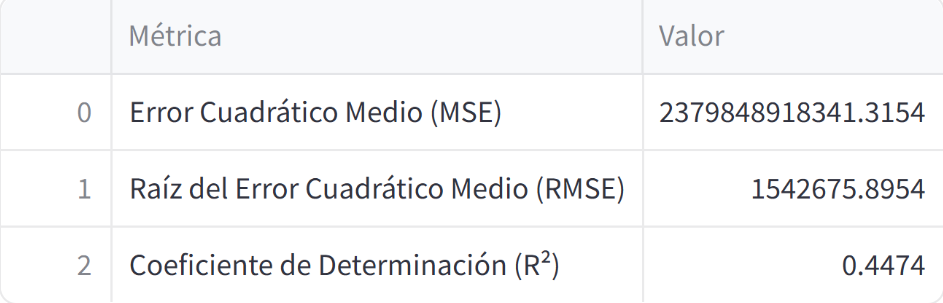 Métrica Valor
0 Error Cuadrático Medio (MSE) 2379848918341.3154
1 Raíz del Error Cuadrático Medio (RMSE) 1542675.8954
2 Coeficiente de Determinación (R²) 0.4474